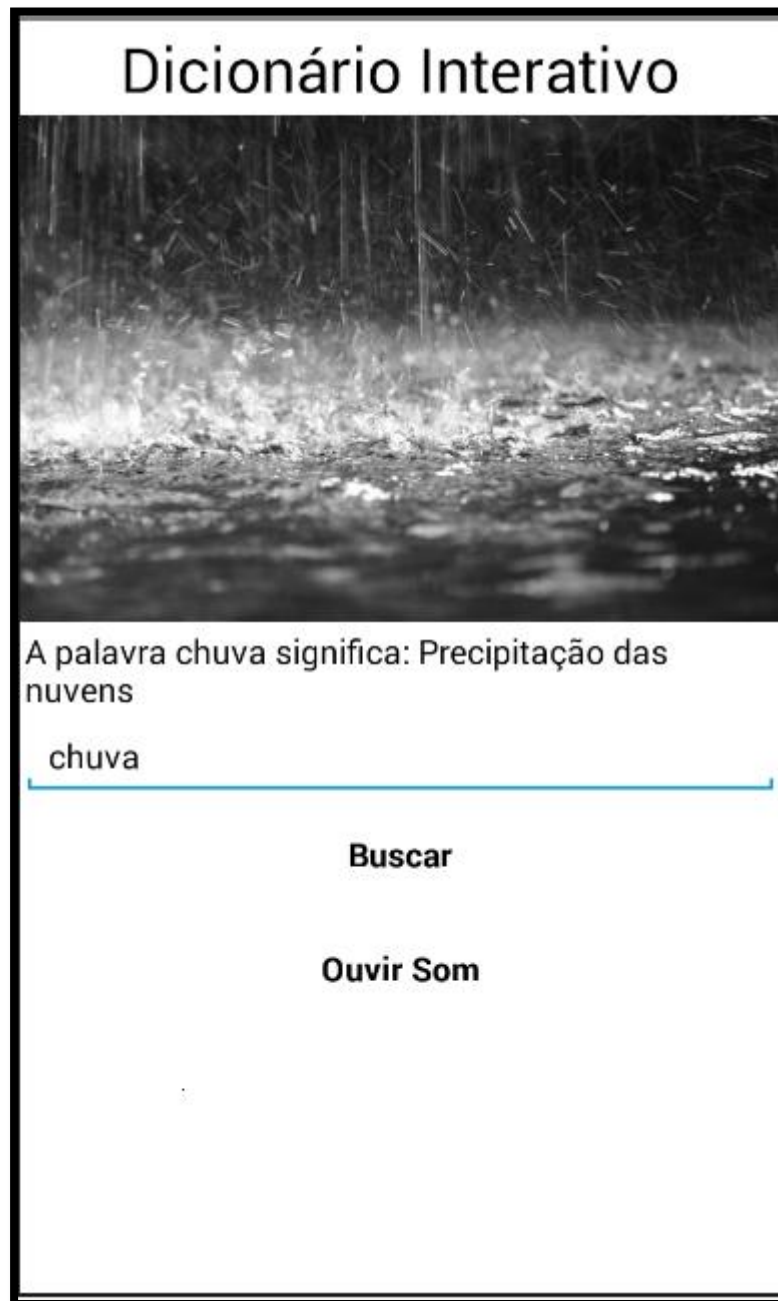 Dicionário Interativo
A palavra chuva significa: Precipitação das
nuvens
chuva
Buscar
Ouvir Som